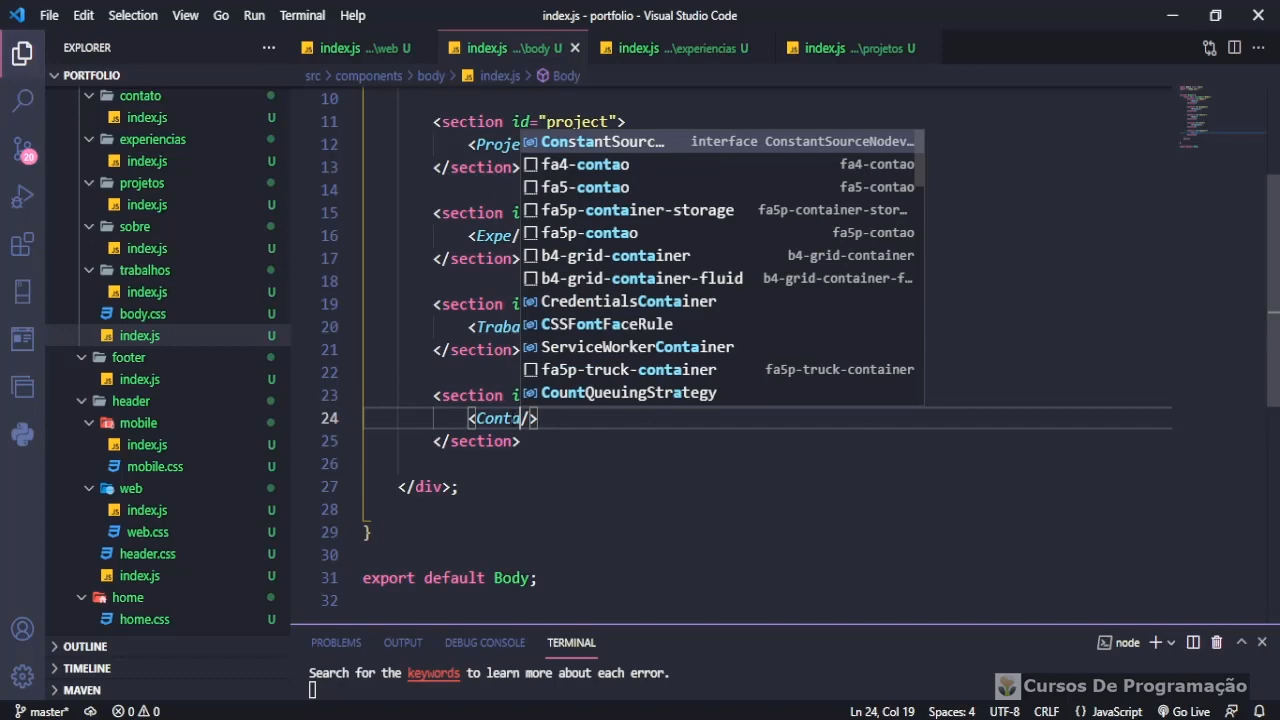 File Edit Selection View Go Run Terminal Help
index.js - portfolio - Visual Studio Code
EXPLORER
index.js ...\web U
index.js ...\body U
index.js ...\experiencias U
index.js ...\projetos U
PORTFOLIO
src > components > body > index.js > Body
contato
index.js U
experiencias
index.js U
projetos
index.js U
sobre
index.js U
trabalhos
index.js U
body.css U
index.js U
footer
index.js U
header
mobile
index.js U
mobile.css U
web
index.js U
web.css U
header.css U
index.js U
home
home.css U
OUTLINE
TIMELINE
MAVEN
20
10
11 <section id="project">
12 <Proje
13 </section>
14
15 <section i
16 <Expe/
17 </section>
18
19 <section i
20 <Traba
21 </section>
22
23 <section i
24 <Conta/>
25 </section>
26
27 </div>;
28
29 }
30
31 export default Body;
32
ConstantSourc... interface ConstantSourceNodev...
fa4-contao fa4-contao
fa5-contao fa5-contao
fa5p-container-storage fa5p-container-stor...
fa5p-contao fa5p-contao
b4-grid-container b4-grid-container
b4-grid-container-fluid b4-grid-container-f...
CredentialsContainer
CSSFontFaceRule
ServiceWorkerContainer
fa5p-truck-container fa5p-truck-container
CountQueuingStrategy
PROBLEMS OUTPUT DEBUG CONSOLE TERMINAL
node
Search for the keywords to learn more about each error.
Cursos De Programação
master* 0 0
Ln 24, Col 19 Spaces: 4 UTF-8 CRLF {} JavaScript Go Live